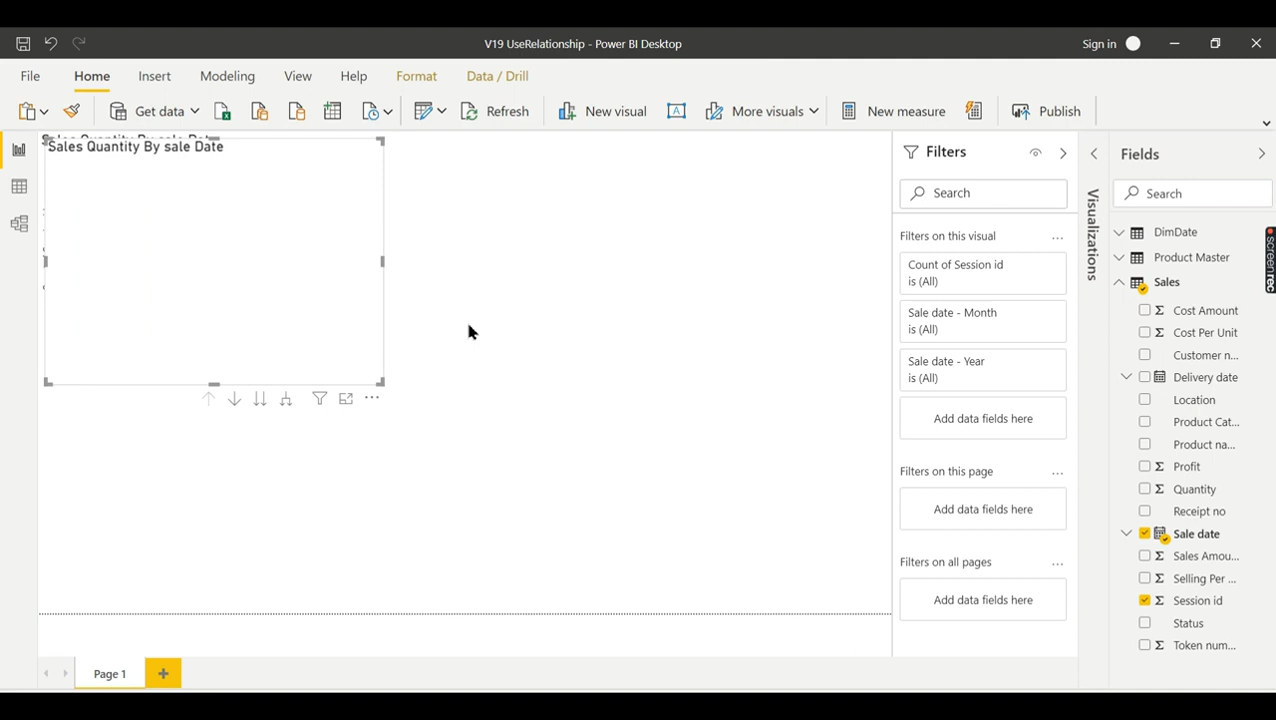 V19 UseRelationship - Power BI Desktop
Sign in
File
Home
Insert
Modeling
View
Help
Format
Data / Drill
Get data
Refresh
New visual
More visuals
New measure
Publish
Sales Quantity By sale Date
Filters
Search
Filters on this visual
Count of Session id
is (All)
Sale date - Month
is (All)
Sale date - Year
is (All)
Add data fields here
Filters on this page
Add data fields here
Filters on all pages
Add data fields here
Visualizations
Fields
Search
DimDate
Product Master
Sales
Cost Amount
Cost Per Unit
Customer n...
Delivery date
Location
Product Cat...
Product na...
Profit
Quantity
Receipt no
Sale date
Sales Amou...
Selling Per ...
Session id
Status
Token num...
screenrec
Page 1